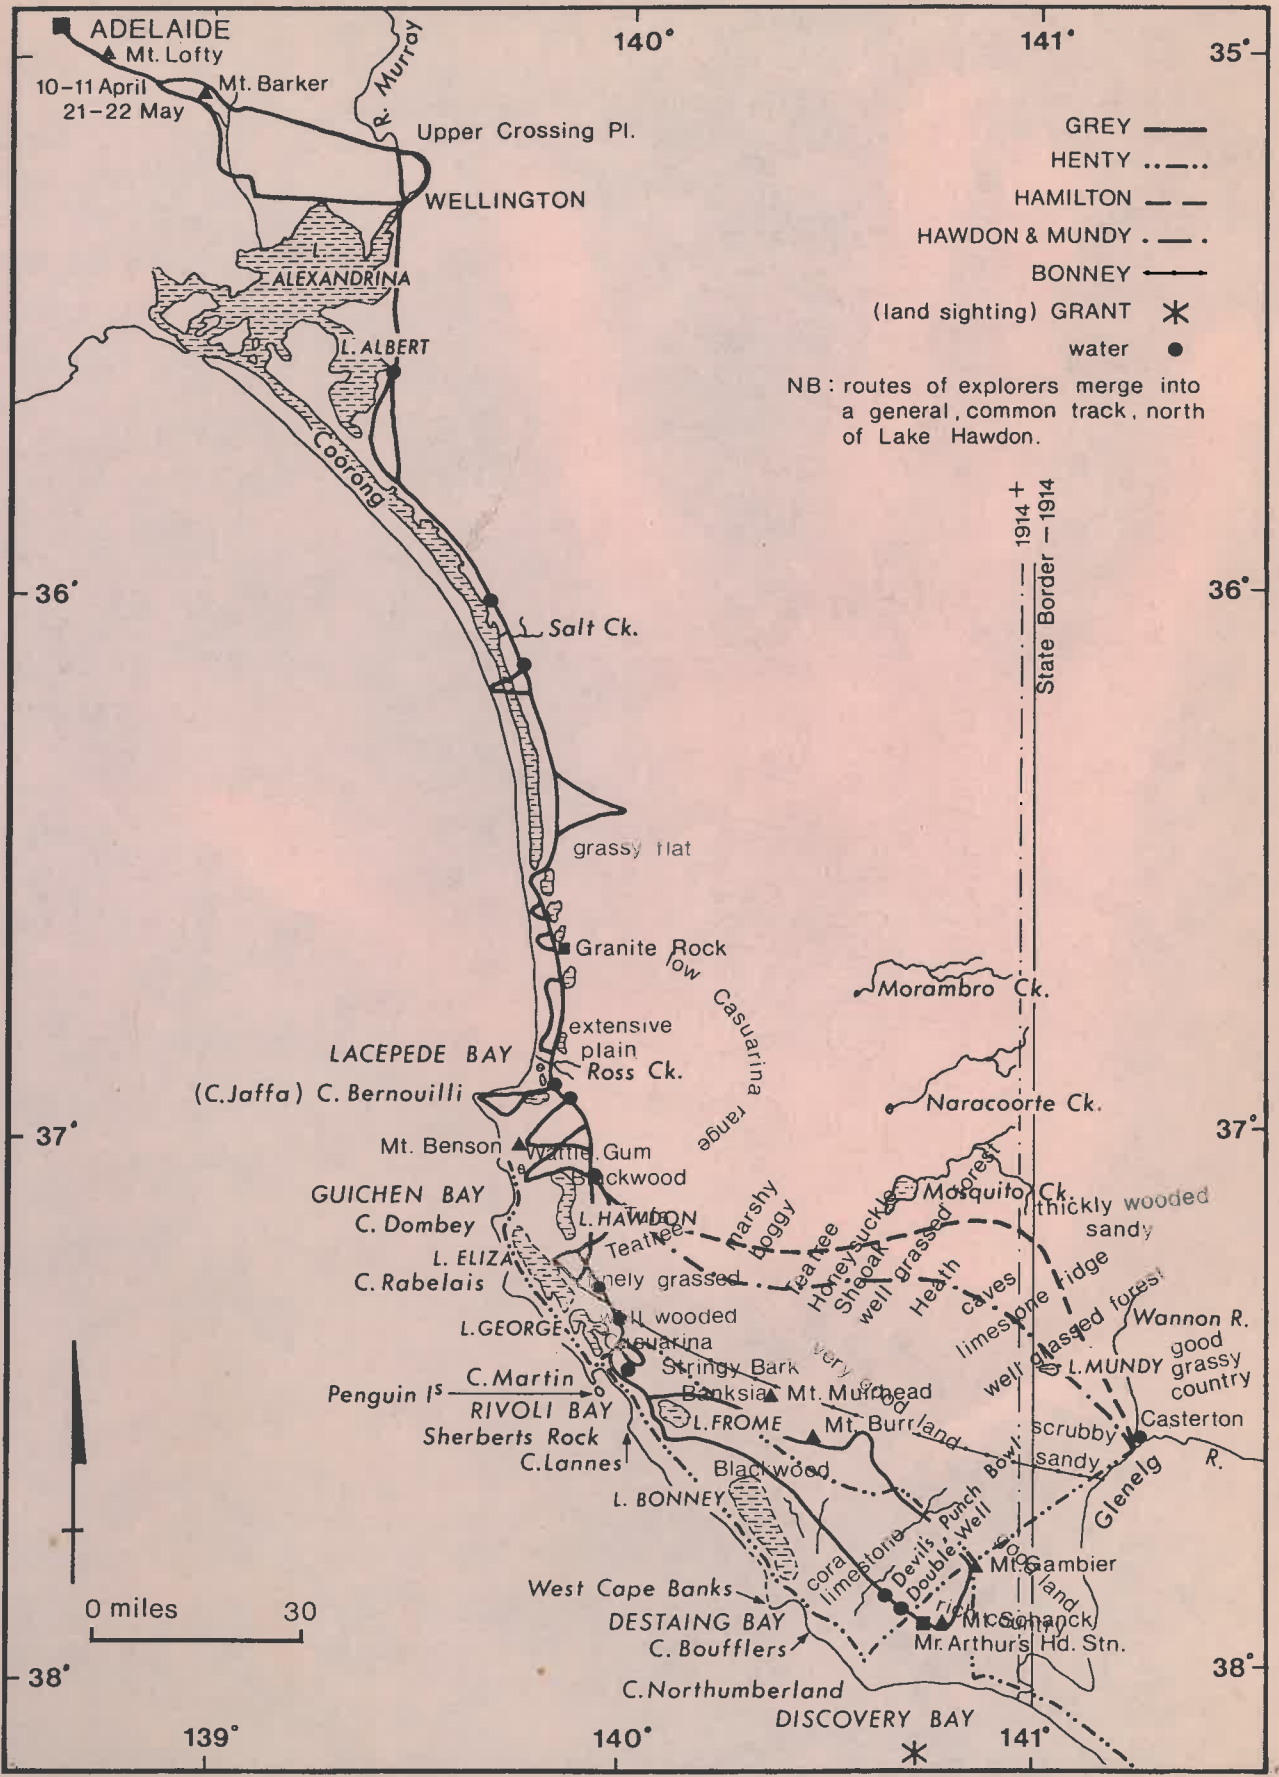 140°
141°
35°
ADELAIDE
Mt. Lofty
10-11 April
21-22 May
Mt. Barker
R. Murray
Upper Crossing Pl.
WELLINGTON
L.
ALEXANDRINA
L. ALBERT
Coorong
GREY
HENTY
HAMILTON
HAWDON & MUNDY
BONNEY
(land sighting) GRANT
water
NB: routes of explorers merge into
a general, common track, north
of Lake Hawdon.
1914 +
State Border - 1914
36°
36°
Salt Ck.
grassy flat
Granite Rock
low Casuarina range
Morambro Ck.
extensive
plain
LACEPEDE BAY
Ross Ck.
(C.Jaffa) C. Bernouilli
Naracoorte Ck.
37°
37°
Mt. Benson
Wattle, Gum
Blackwood
Mosquito Ck.
GUICHEN BAY
L. HAWDON
C. Dombey
Teatree
marshy
boggy
Teatree
Honeysuckle
Sheoak
well grassed forest
Heath
thickly wooded
sandy
L. ELIZA
C. Rabelais
caves
limestone ridge
well grassed forest
well wooded
Casuarina
L.GEORGE
Stringy Bark
Banksia
Mt. Muirhead
very good land
Wannon R.
good
grassy
country
L.MUNDY
C. Martin
Penguin Is
RIVOLI BAY
Sherberts Rock
C.Lannes
L.FROME
Mt. Burr
scrubby
sandy
Casterton
R.
Glenelg
Blackwood
L. BONNEY
Devil's Punch Bowl
Double Well
limestone
Mt.Gambier
good land
West Cape Banks
DESTAING BAY
C. Boufflers
Mt. Schanck
Mr. Arthur's Hd. Stn.
0 miles 30
38°
38°
C. Northumberland
DISCOVERY BAY
139°
140°
141°